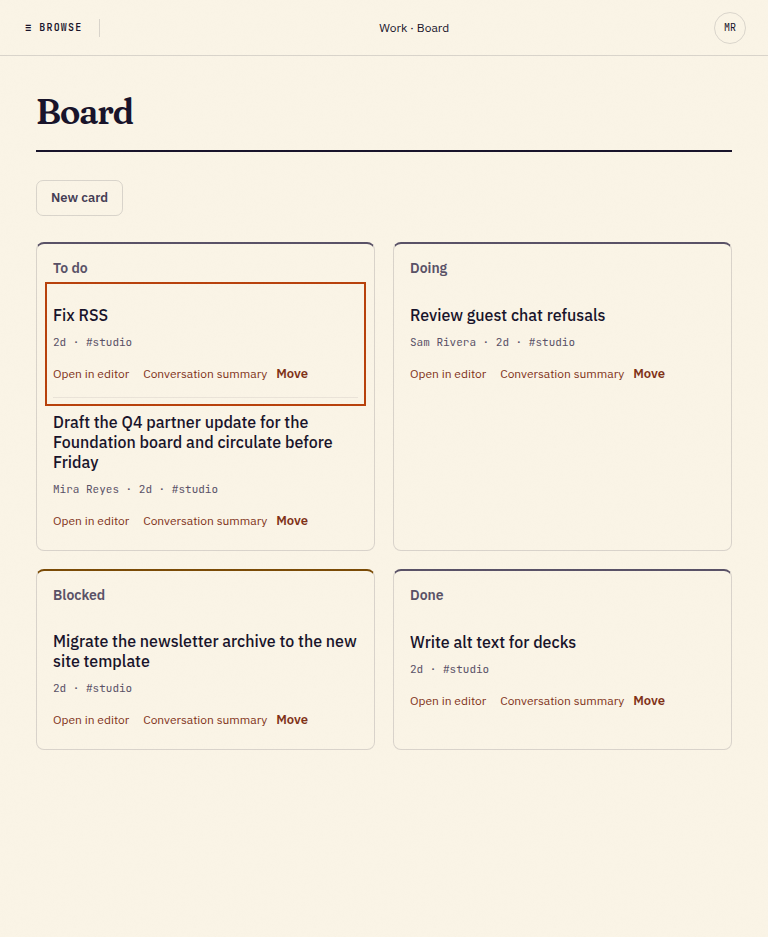 ≡ BROWSE
Work · Board
MR
Board
New card
To do
Fix RSS
2d · #studio
Open in editor Conversation summary Move
Draft the Q4 partner update for the
Foundation board and circulate before
Friday
Mira Reyes · 2d · #studio
Open in editor Conversation summary Move
Doing
Review guest chat refusals
Sam Rivera · 2d · #studio
Open in editor Conversation summary Move
Blocked
Migrate the newsletter archive to the new
site template
2d · #studio
Open in editor Conversation summary Move
Done
Write alt text for decks
2d · #studio
Open in editor Conversation summary Move